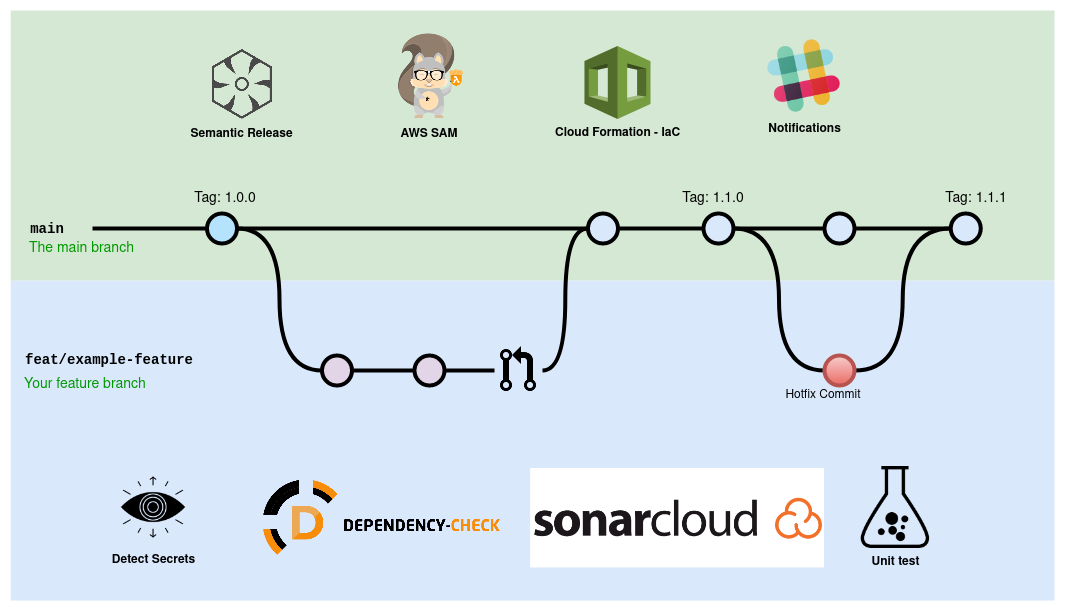 Semantic Release
AWS SAM
Cloud Formation - IaC
Notifications
Tag: 1.0.0
Tag: 1.1.0
Tag: 1.1.1
main
The main branch
feat/example-feature
Your feature branch
Hotfix Commit
Detect Secrets
D
DEPENDENCY-CHECK
sonarcloud
Unit test
λ